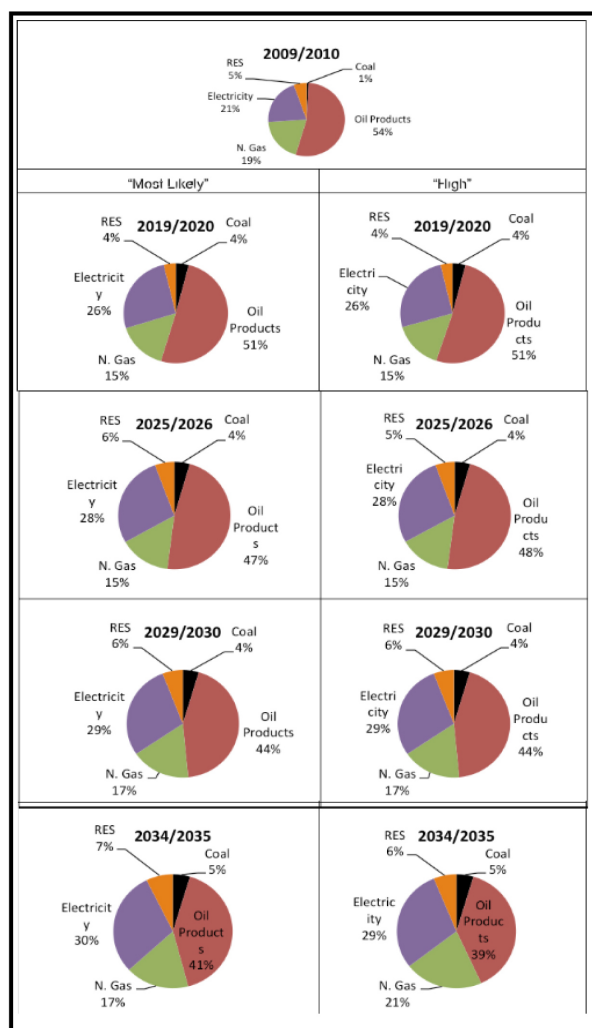 2009/2010
RES
5%
Coal
1%
Electricity
21%
Oil Products
54%
N. Gas
19%
"Most Likely"
"High"
2019/2020
RES
4%
Coal
4%
Electricit
y
26%
Oil
Products
51%
N. Gas
15%
2019/2020
RES
4%
Coal
4%
Electri
city
26%
Oil
Produ
cts
51%
N. Gas
15%
2025/2026
RES
6%
Coal
4%
Electricit
y
28%
Oil
Product
s
47%
N. Gas
15%
2025/2026
RES
5%
Coal
4%
Electri
city
28%
Oil
Produ
cts
48%
N. Gas
15%
2029/2030
RES
6%
Coal
4%
Electricit
y
29%
Oil
Products
44%
N. Gas
17%
2029/2030
RES
6%
Coal
4%
Electri
city
29%
Oil
Produ
cts
44%
N. Gas
17%
2034/2035
RES
7%
Coal
5%
Electricit
y
30%
Oil
Product
s
41%
N. Gas
17%
2034/2035
RES
6%
Coal
5%
Electric
ity
29%
Oil
Produ
cts
39%
N. Gas
21%